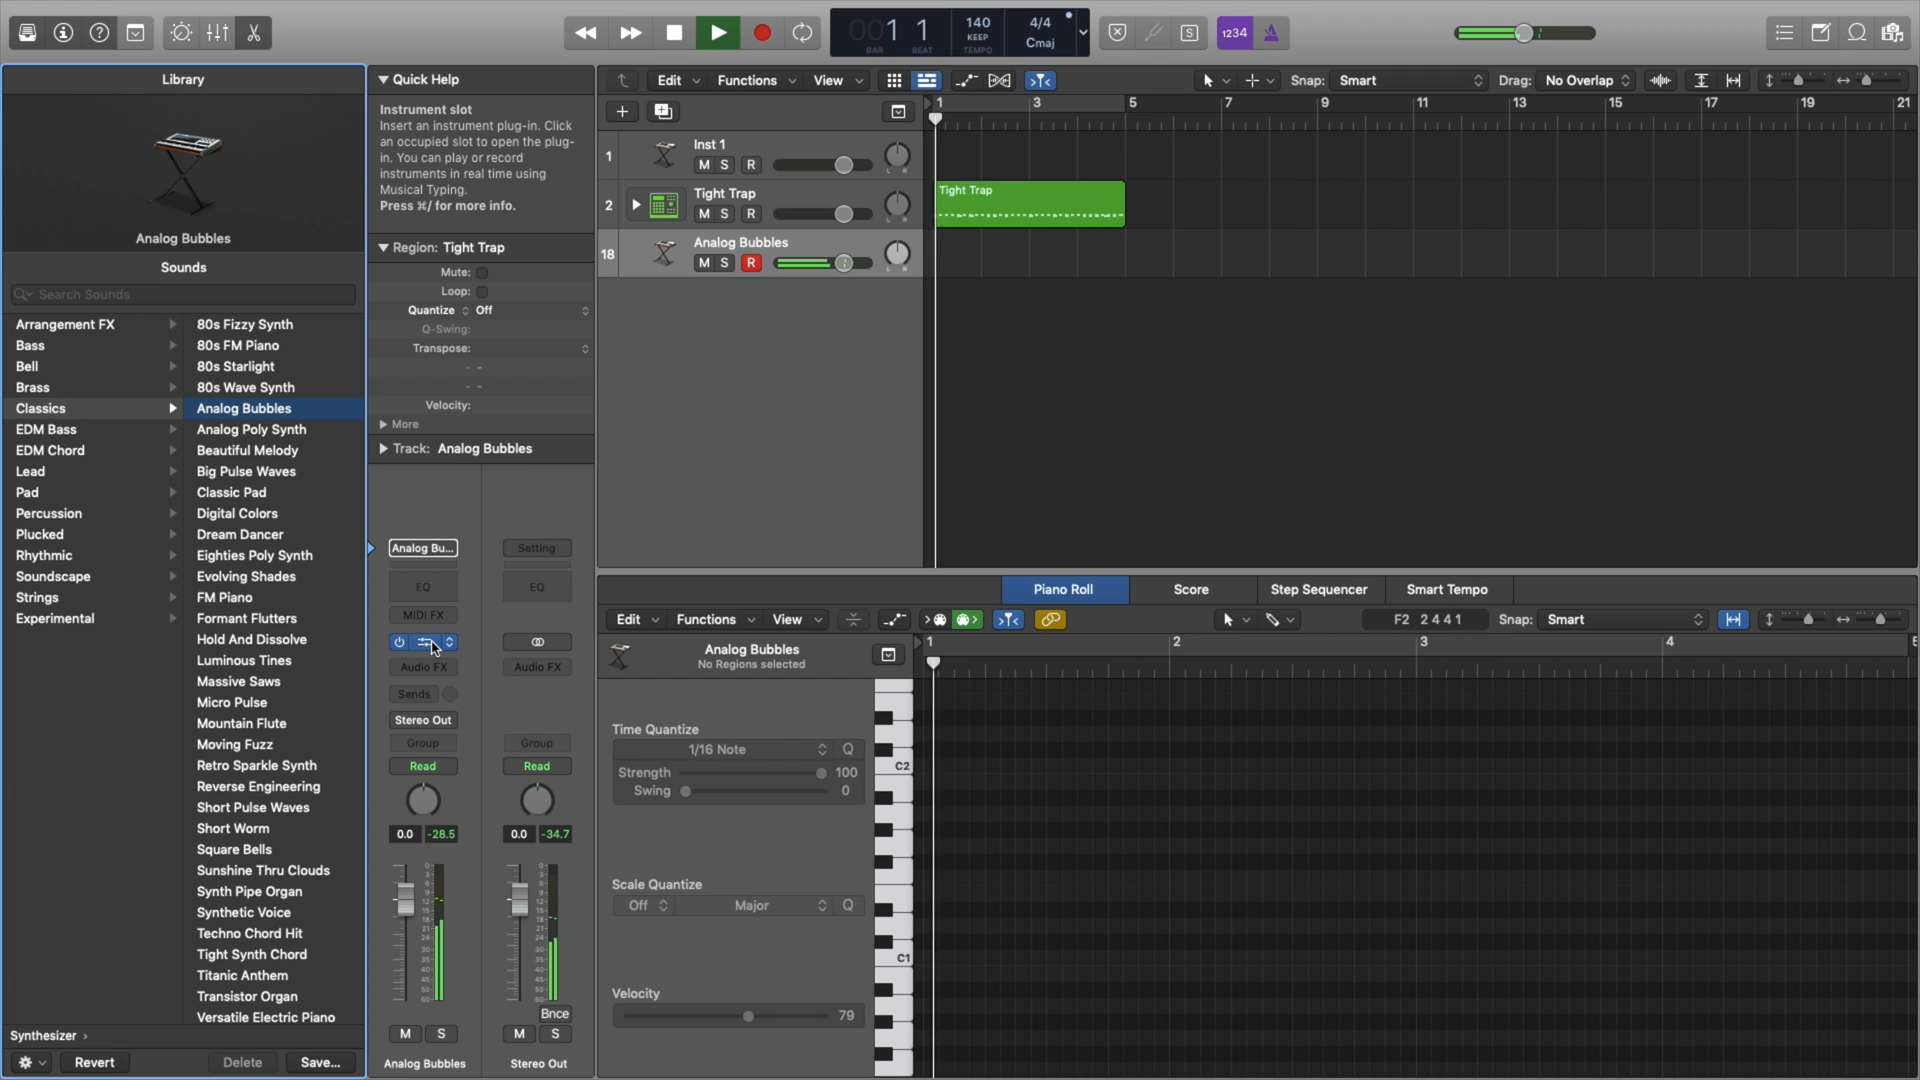 001 1
BAR BEAT
140
KEEP
TEMPO
4/4
Cmaj
S
1234
Library
Analog Bubbles
Sounds
Search Sounds
Arrangement FX
Bass
Bell
Brass
Classics
EDM Bass
EDM Chord
Lead
Pad
Percussion
Plucked
Rhythmic
Soundscape
Strings
Experimental
80s Fizzy Synth
80s FM Piano
80s Starlight
80s Wave Synth
Analog Bubbles
Analog Poly Synth
Beautiful Melody
Big Pulse Waves
Classic Pad
Digital Colors
Dream Dancer
Eighties Poly Synth
Evolving Shades
FM Piano
Formant Flutters
Hold And Dissolve
Luminous Tines
Massive Saws
Micro Pulse
Mountain Flute
Moving Fuzz
Retro Sparkle Synth
Reverse Engineering
Short Pulse Waves
Short Worm
Square Bells
Sunshine Thru Clouds
Synth Pipe Organ
Synthetic Voice
Techno Chord Hit
Tight Synth Chord
Titanic Anthem
Transistor Organ
Versatile Electric Piano
Synthesizer ›
Revert Delete Save...
Quick Help
Instrument slot
Insert an instrument plug-in. Click
an occupied slot to open the plug-
in. You can play or record
instruments in real time using
Musical Typing.
Press ⌘/ for more info.
Region: Tight Trap
Mute:
Loop:
Quantize Off
Q-Swing:
Transpose:
- -
- -
Velocity:
More
Track: Analog Bubbles
Analog Bu...
EQ
MIDI FX
Audio FX
Sends
Stereo Out
Group
Read
0.0 -28.5
M S
Analog Bubbles
Setting
EQ
Audio FX
Group
Read
0.0 -34.7
Bnce
M S
Stereo Out
Edit Functions View
Snap: Smart
Drag: No Overlap
1 3 5 7 9 11 13 15 17 19 21
1
Inst 1
M S R
L R
2
Tight Trap
M S R
L R
18
Analog Bubbles
M S R
L R
Tight Trap
Piano Roll Score Step Sequencer Smart Tempo
Edit Functions View
F2 2 4 4 1
Snap: Smart
Analog Bubbles
No Regions selected
1 2 3 4
Time Quantize
1/16 Note Q
Strength 100
Swing 0
Scale Quantize
Off Major Q
Velocity
79
C2
C1